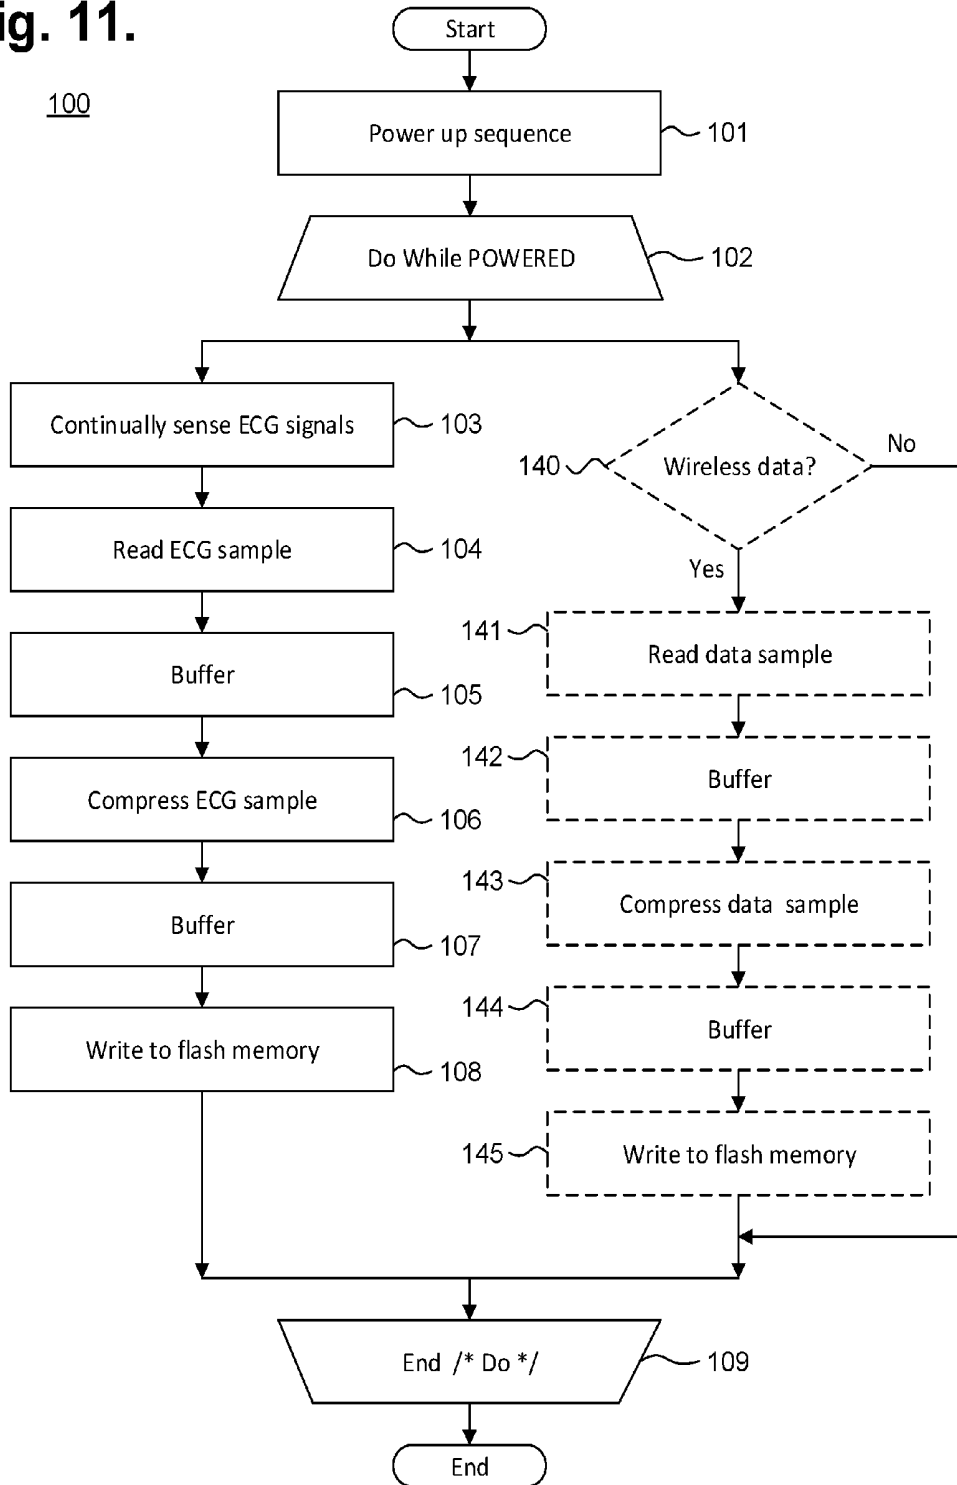 ig. 11.
100
Start
Power up sequence
101
Do While POWERED
102
Continually sense ECG signals
103
Read ECG sample
104
Buffer
105
Compress ECG sample
106
Buffer
107
Write to flash memory
108
140
Wireless data?
No
Yes
141
Read data sample
142
Buffer
143
Compress data sample
144
Buffer
145
Write to flash memory
End /* Do */
109
End